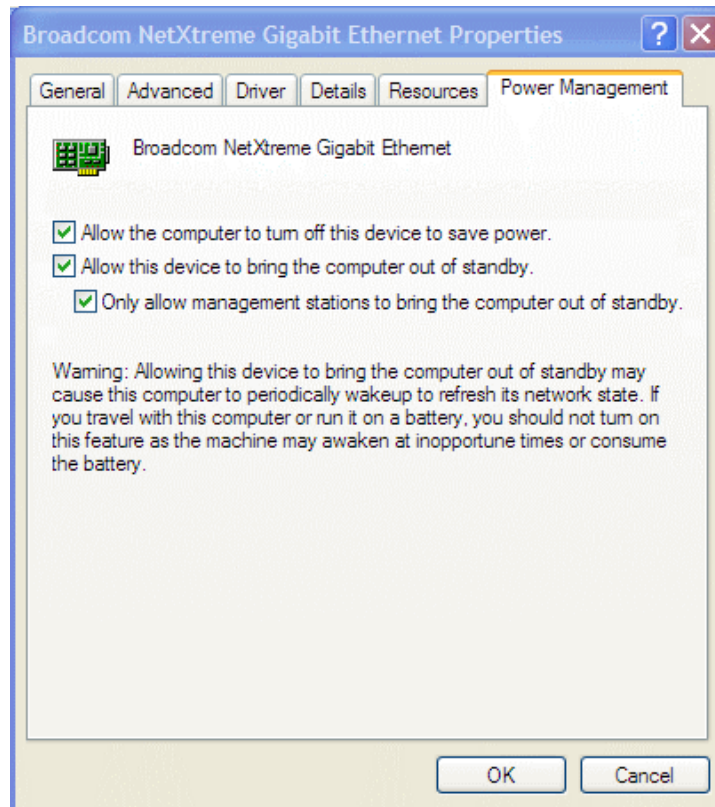 Broadcom NetXtreme Gigabit Ethernet Properties
General Advanced Driver Details Resources Power Management
Broadcom NetXtreme Gigabit Ethernet
Allow the computer to turn off this device to save power.
Allow this device to bring the computer out of standby.
Only allow management stations to bring the computer out of standby.
Warning: Allowing this device to bring the computer out of standby may
cause this computer to periodically wakeup to refresh its network state. If
you travel with this computer or run it on a battery, you should not turn on
this feature as the machine may awaken at inopportune times or consume
the battery.
OK Cancel